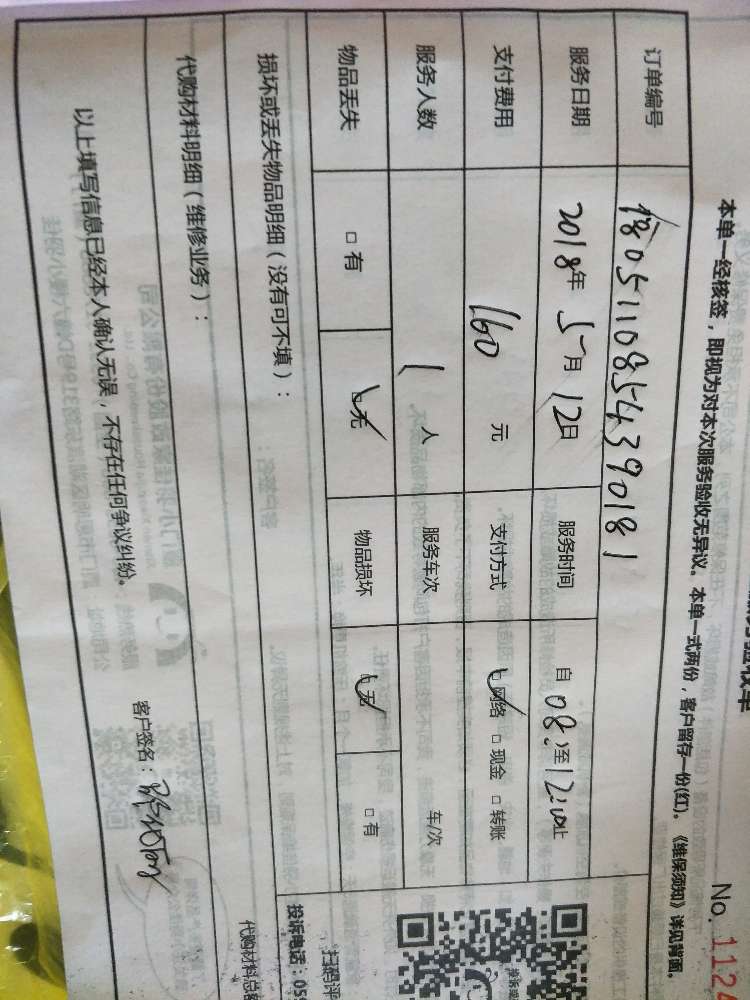 验收单
No. 1124
本单一经核签，即视为对本次服务验收无异议。本单一式两份，客户留存一份(红)。《维保须知》详见背面。
订单编号 1805110854390181
服务日期 2018年 5月 12日 服务时间 自 08: 至 12:00止
支付费用 160 元 支付方式 □网络 □现金 □转账
服务人数 1 人 服务车次 车/次
物品丢失 □有 □无 物品损坏 □无 □有
损坏或丢失物品明细（没有可不填）：
代购材料明细（维修业务）：
代购材料总
以上填写信息已经本人确认无误，不存在任何争议纠纷。
客户签名：
扫码评
投诉电话：05